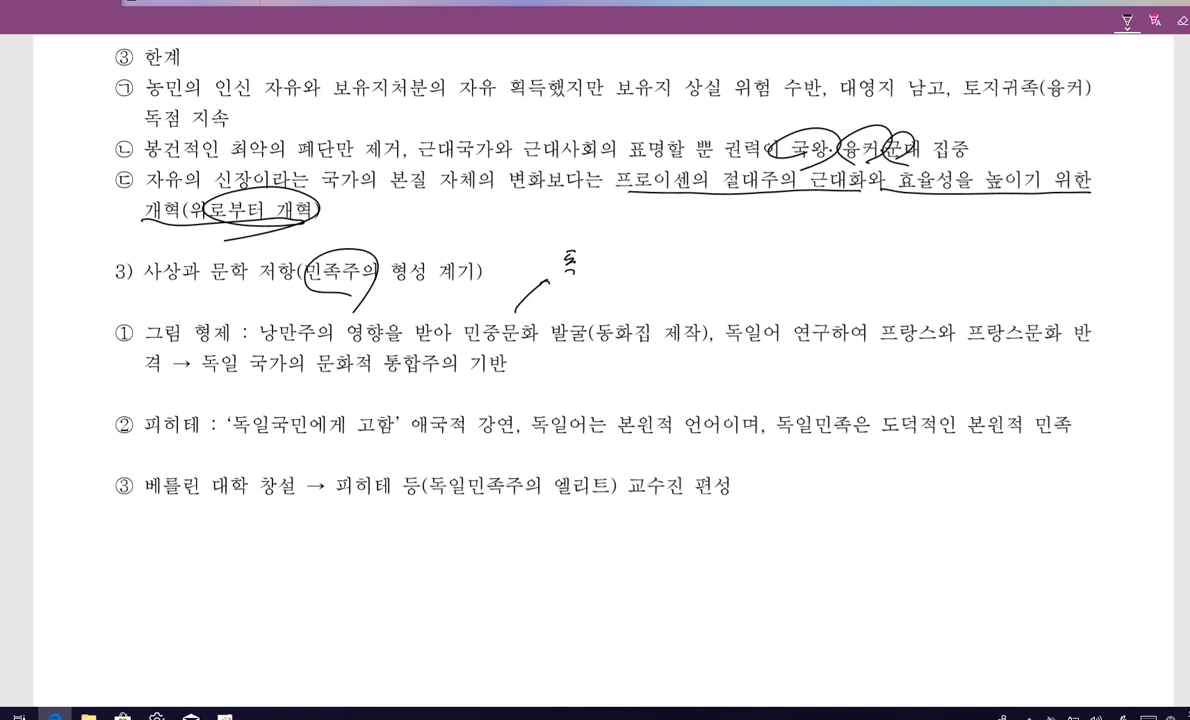 ③ 한계
㉠ 농민의 인신 자유와 보유지처분의 자유 획득했지만 보유지 상실 위험 수반, 대영지 남고, 토지귀족(융커)
독점 지속
㉡ 봉건적인 최악의 폐단만 제거, 근대국가와 근대사회의 표명할 뿐 권력이 국왕·융커·군대 집중
㉢ 자유의 신장이라는 국가의 본질 자체의 변화보다는 프로이센의 절대주의 근대화와 효율성을 높이기 위한
개혁(위로부터 개혁)
3) 사상과 문학 저항(민족주의 형성 계기)
① 그림 형제 : 낭만주의 영향을 받아 민중문화 발굴(동화집 제작), 독일어 연구하여 프랑스와 프랑스문화 반
격 → 독일 국가의 문화적 통합주의 기반
② 피히테 : ‘독일국민에게 고함’ 애국적 강연, 독일어는 본원적 언어이며, 독일민족은 도덕적인 본원적 민족
③ 베를린 대학 창설 → 피히테 등(독일민족주의 엘리트) 교수진 편성